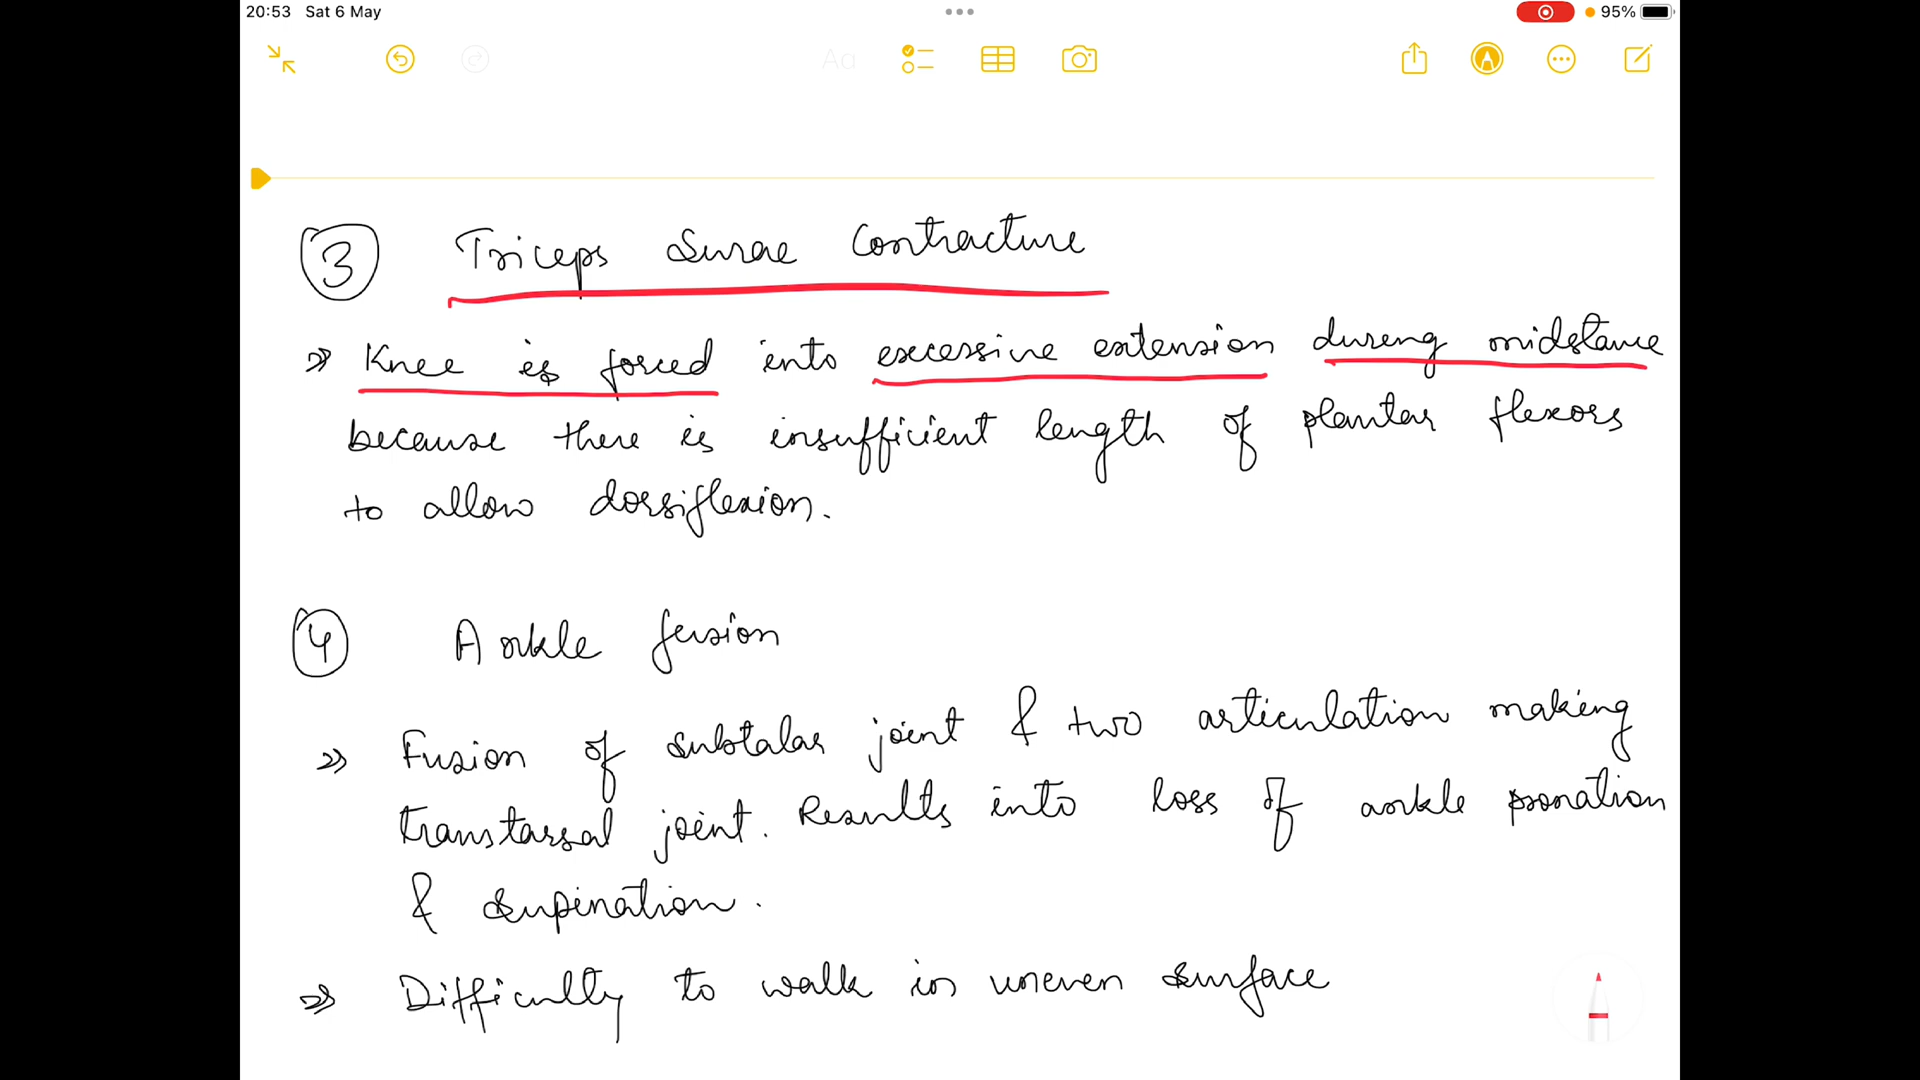 20:53 Sat 6 May
95%
Aa
3 Triceps Surae Contracture
Knee is forced into excessive extension during midstance
because there is insufficient length of plantar flexors
to allow dorsiflexion.
4 Ankle fusion
Fusion of subtalar joint & two articulation making
transtarsal joint. Results into loss of ankle pronation
& supination.
Difficulty to walk in uneven surface